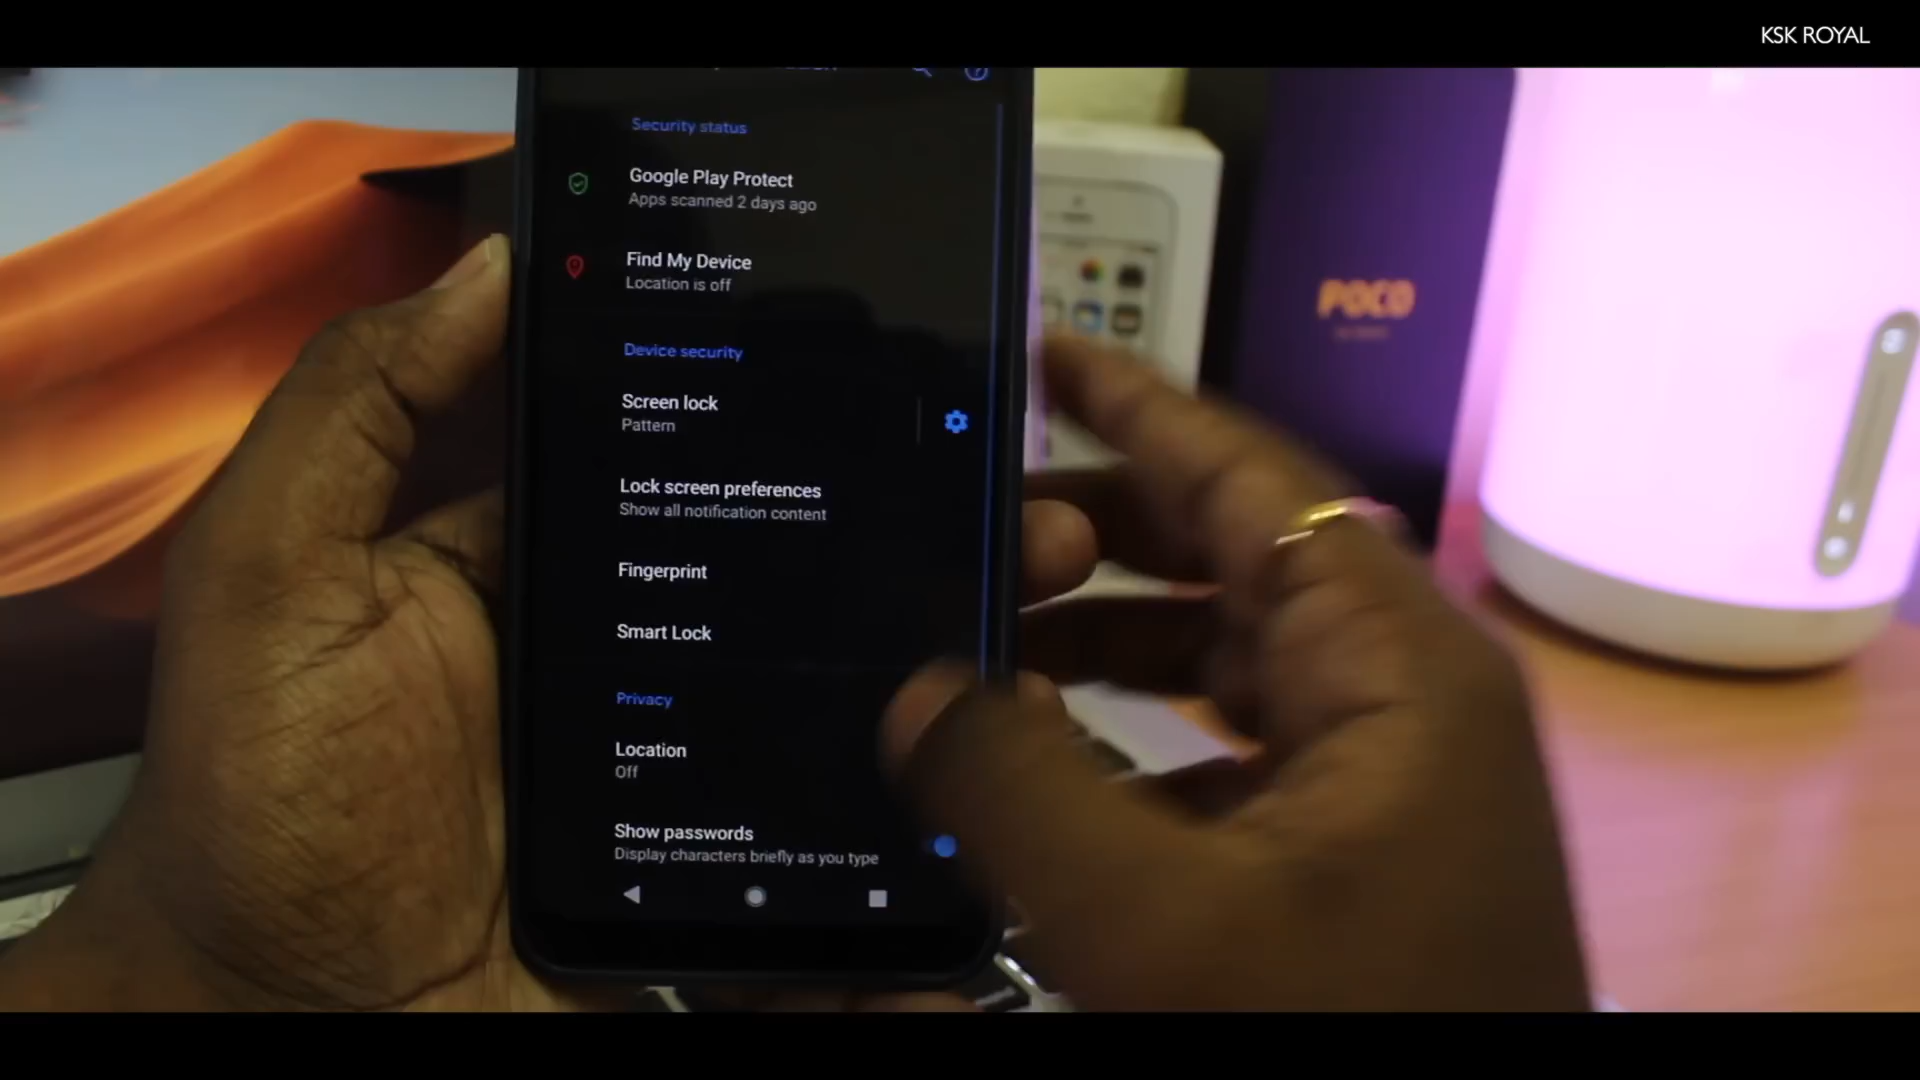 KSK ROYAL
Security status
Google Play Protect
Apps scanned 2 days ago
Find My Device
Location is off
Device security
Screen lock
Pattern
Lock screen preferences
Show all notification content
Fingerprint
Smart Lock
Privacy
Location
Off
Show passwords
Display characters briefly as you type
POCO